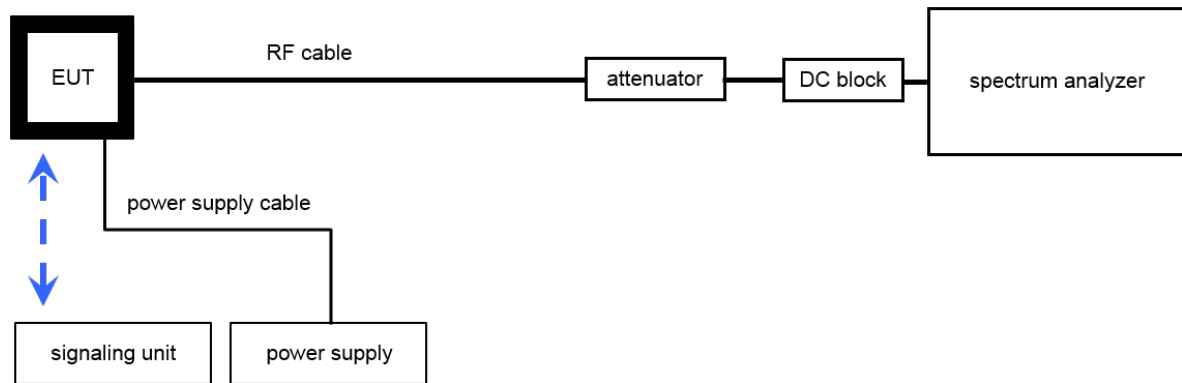 RF cable
EUT
attenuator
DC block
spectrum analyzer
power supply cable
signaling unit
power supply